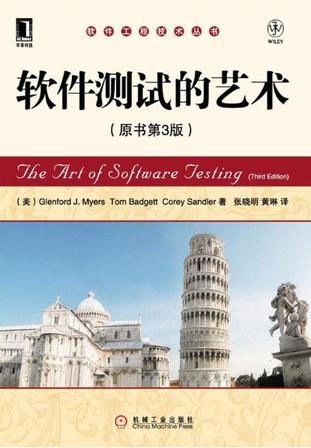 华章科技
软件工程技术丛书
WILEY
软件测试的艺术
（原书第3版）
The Art of Software Testing (Third Edition)
（美）Glenford J. Myers Tom Badgett Corey Sandler 著 张晓明 黄琳 译
机械工业出版社
China Machine Press